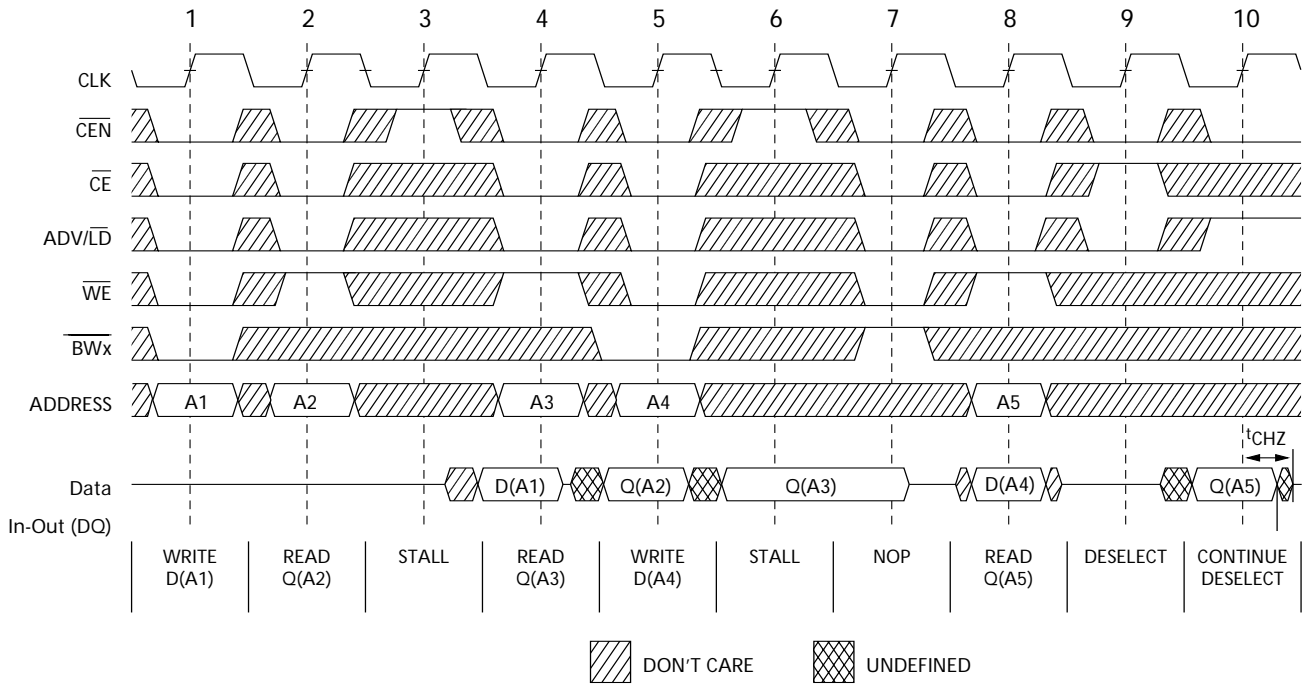 1 2 3 4 5 6 7 8 9 10
CLK
CEN
CE
ADV/LD
WE
BWx
ADDRESS A1 A2 A3 A4 A5
tCHZ
Data D(A1) Q(A2) Q(A3) D(A4) Q(A5)
In-Out (DQ)
WRITE READ STALL READ WRITE STALL NOP READ DESELECT CONTINUE
D(A1) Q(A2) Q(A3) D(A4) Q(A5) DESELECT
DON'T CARE UNDEFINED